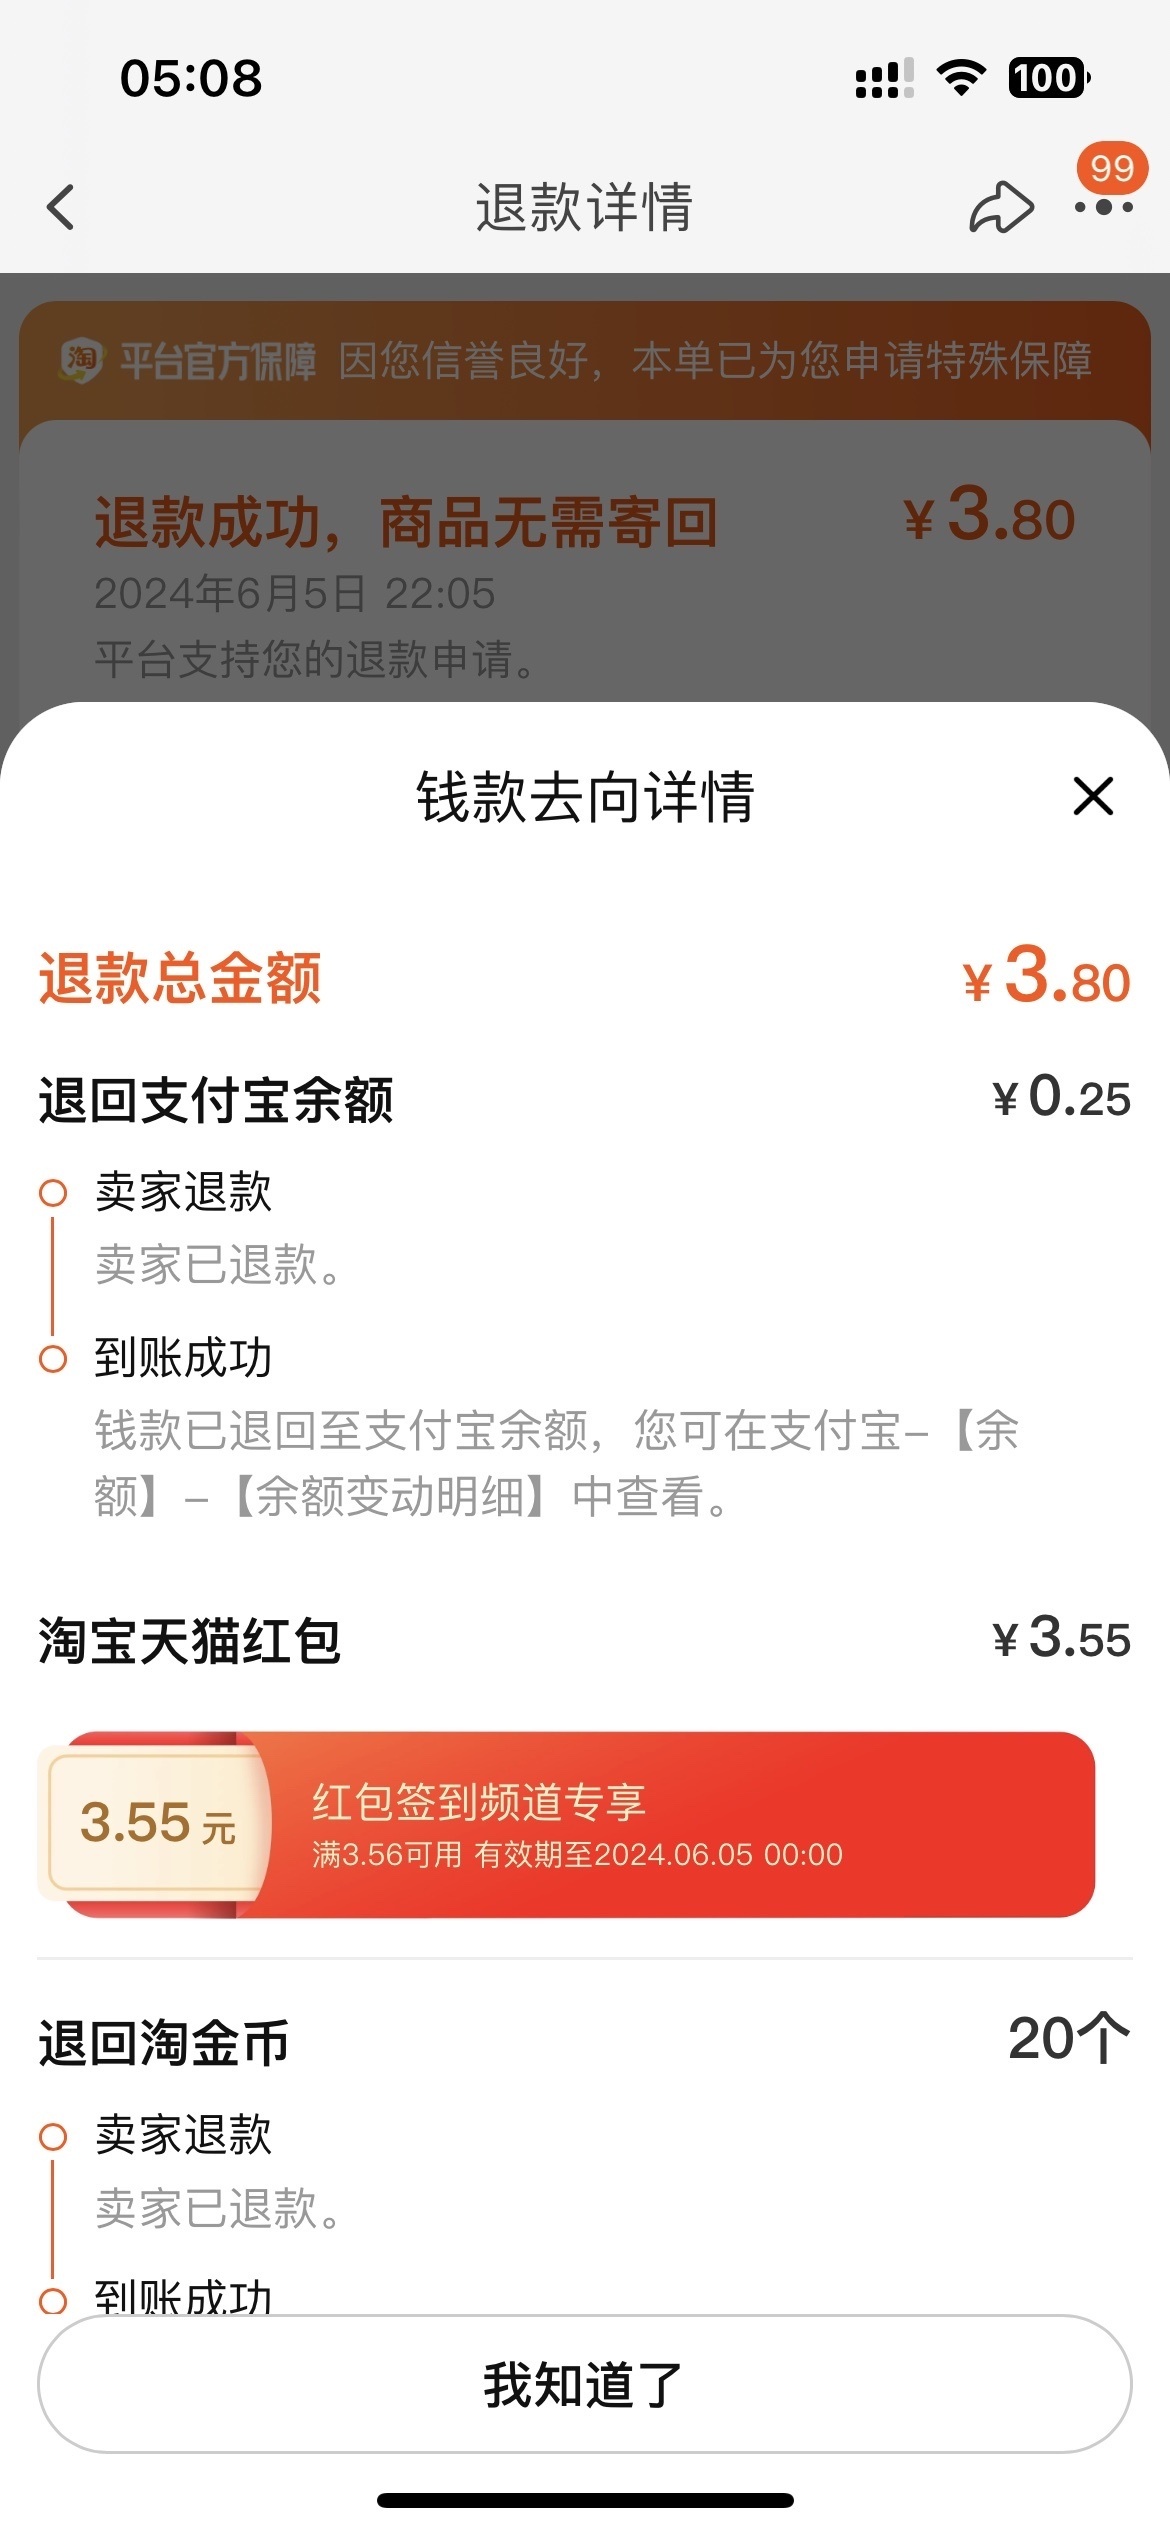 05:08
100
退款详情
99
淘 平台官方保障 因您信誉良好，本单已为您申请特殊保障
退款成功，商品无需寄回 ¥3.80
2024年6月5日 22:05
平台支持您的退款申请。
钱款去向详情
退款总金额 ¥3.80
退回支付宝余额 ¥0.25
卖家退款
卖家已退款。
到账成功
钱款已退回至支付宝余额，您可在支付宝-【余
额】-【余额变动明细】中查看。
淘宝天猫红包 ¥3.55
3.55元 红包签到频道专享
满3.56可用 有效期至2024.06.05 00:00
退回淘金币 20个
卖家退款
卖家已退款。
到账成功
我知道了